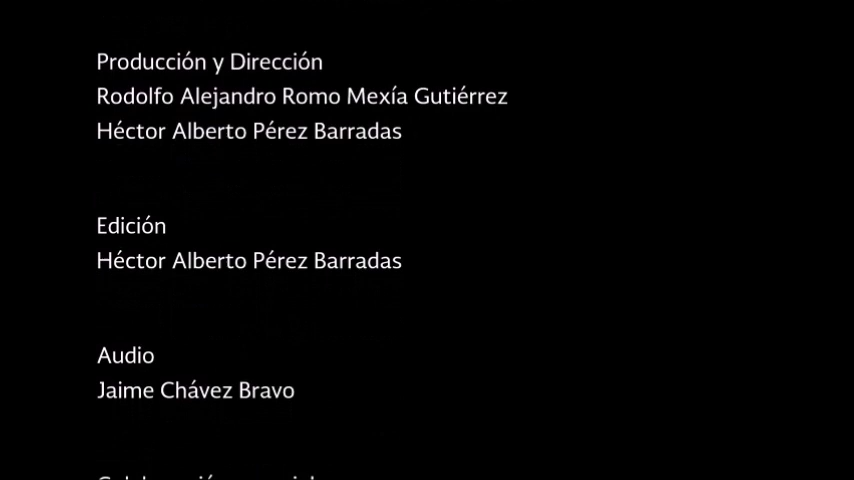 Producción y Dirección
Rodolfo Alejandro Romo Mexía Gutiérrez
Héctor Alberto Pérez Barradas
Edición
Héctor Alberto Pérez Barradas
Audio
Jaime Chávez Bravo